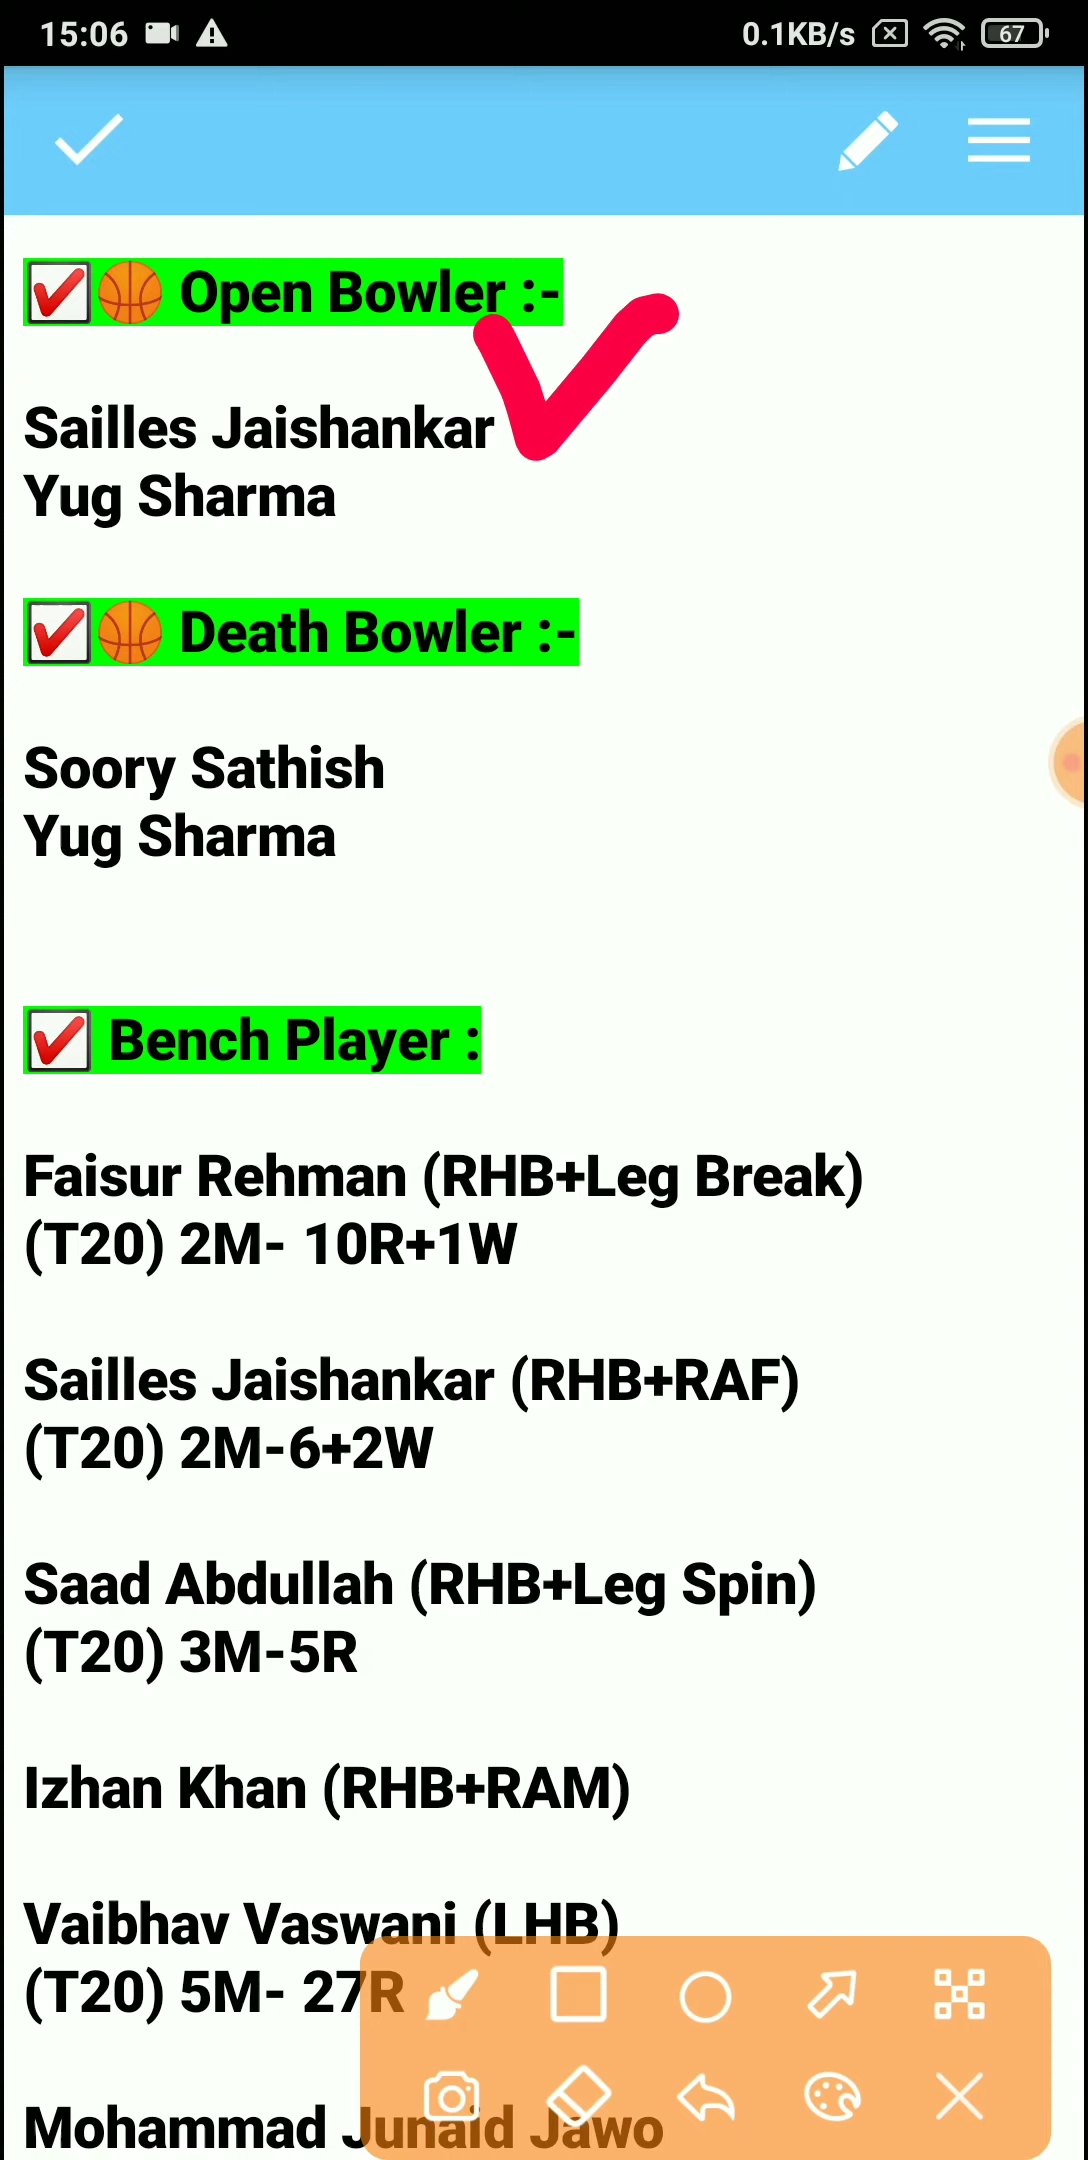 15:06
0.1KB/s
67
Open Bowler :-
Sailles Jaishankar
Yug Sharma
Death Bowler :-
Soory Sathish
Yug Sharma
Bench Player :
Faisur Rehman (RHB+Leg Break)
(T20) 2M- 10R+1W
Sailles Jaishankar (RHB+RAF)
(T20) 2M-6+2W
Saad Abdullah (RHB+Leg Spin)
(T20) 3M-5R
Izhan Khan (RHB+RAM)
Vaibhav Vaswani (LHB)
(T20) 5M- 27R
Mohammad Junaid Jawo